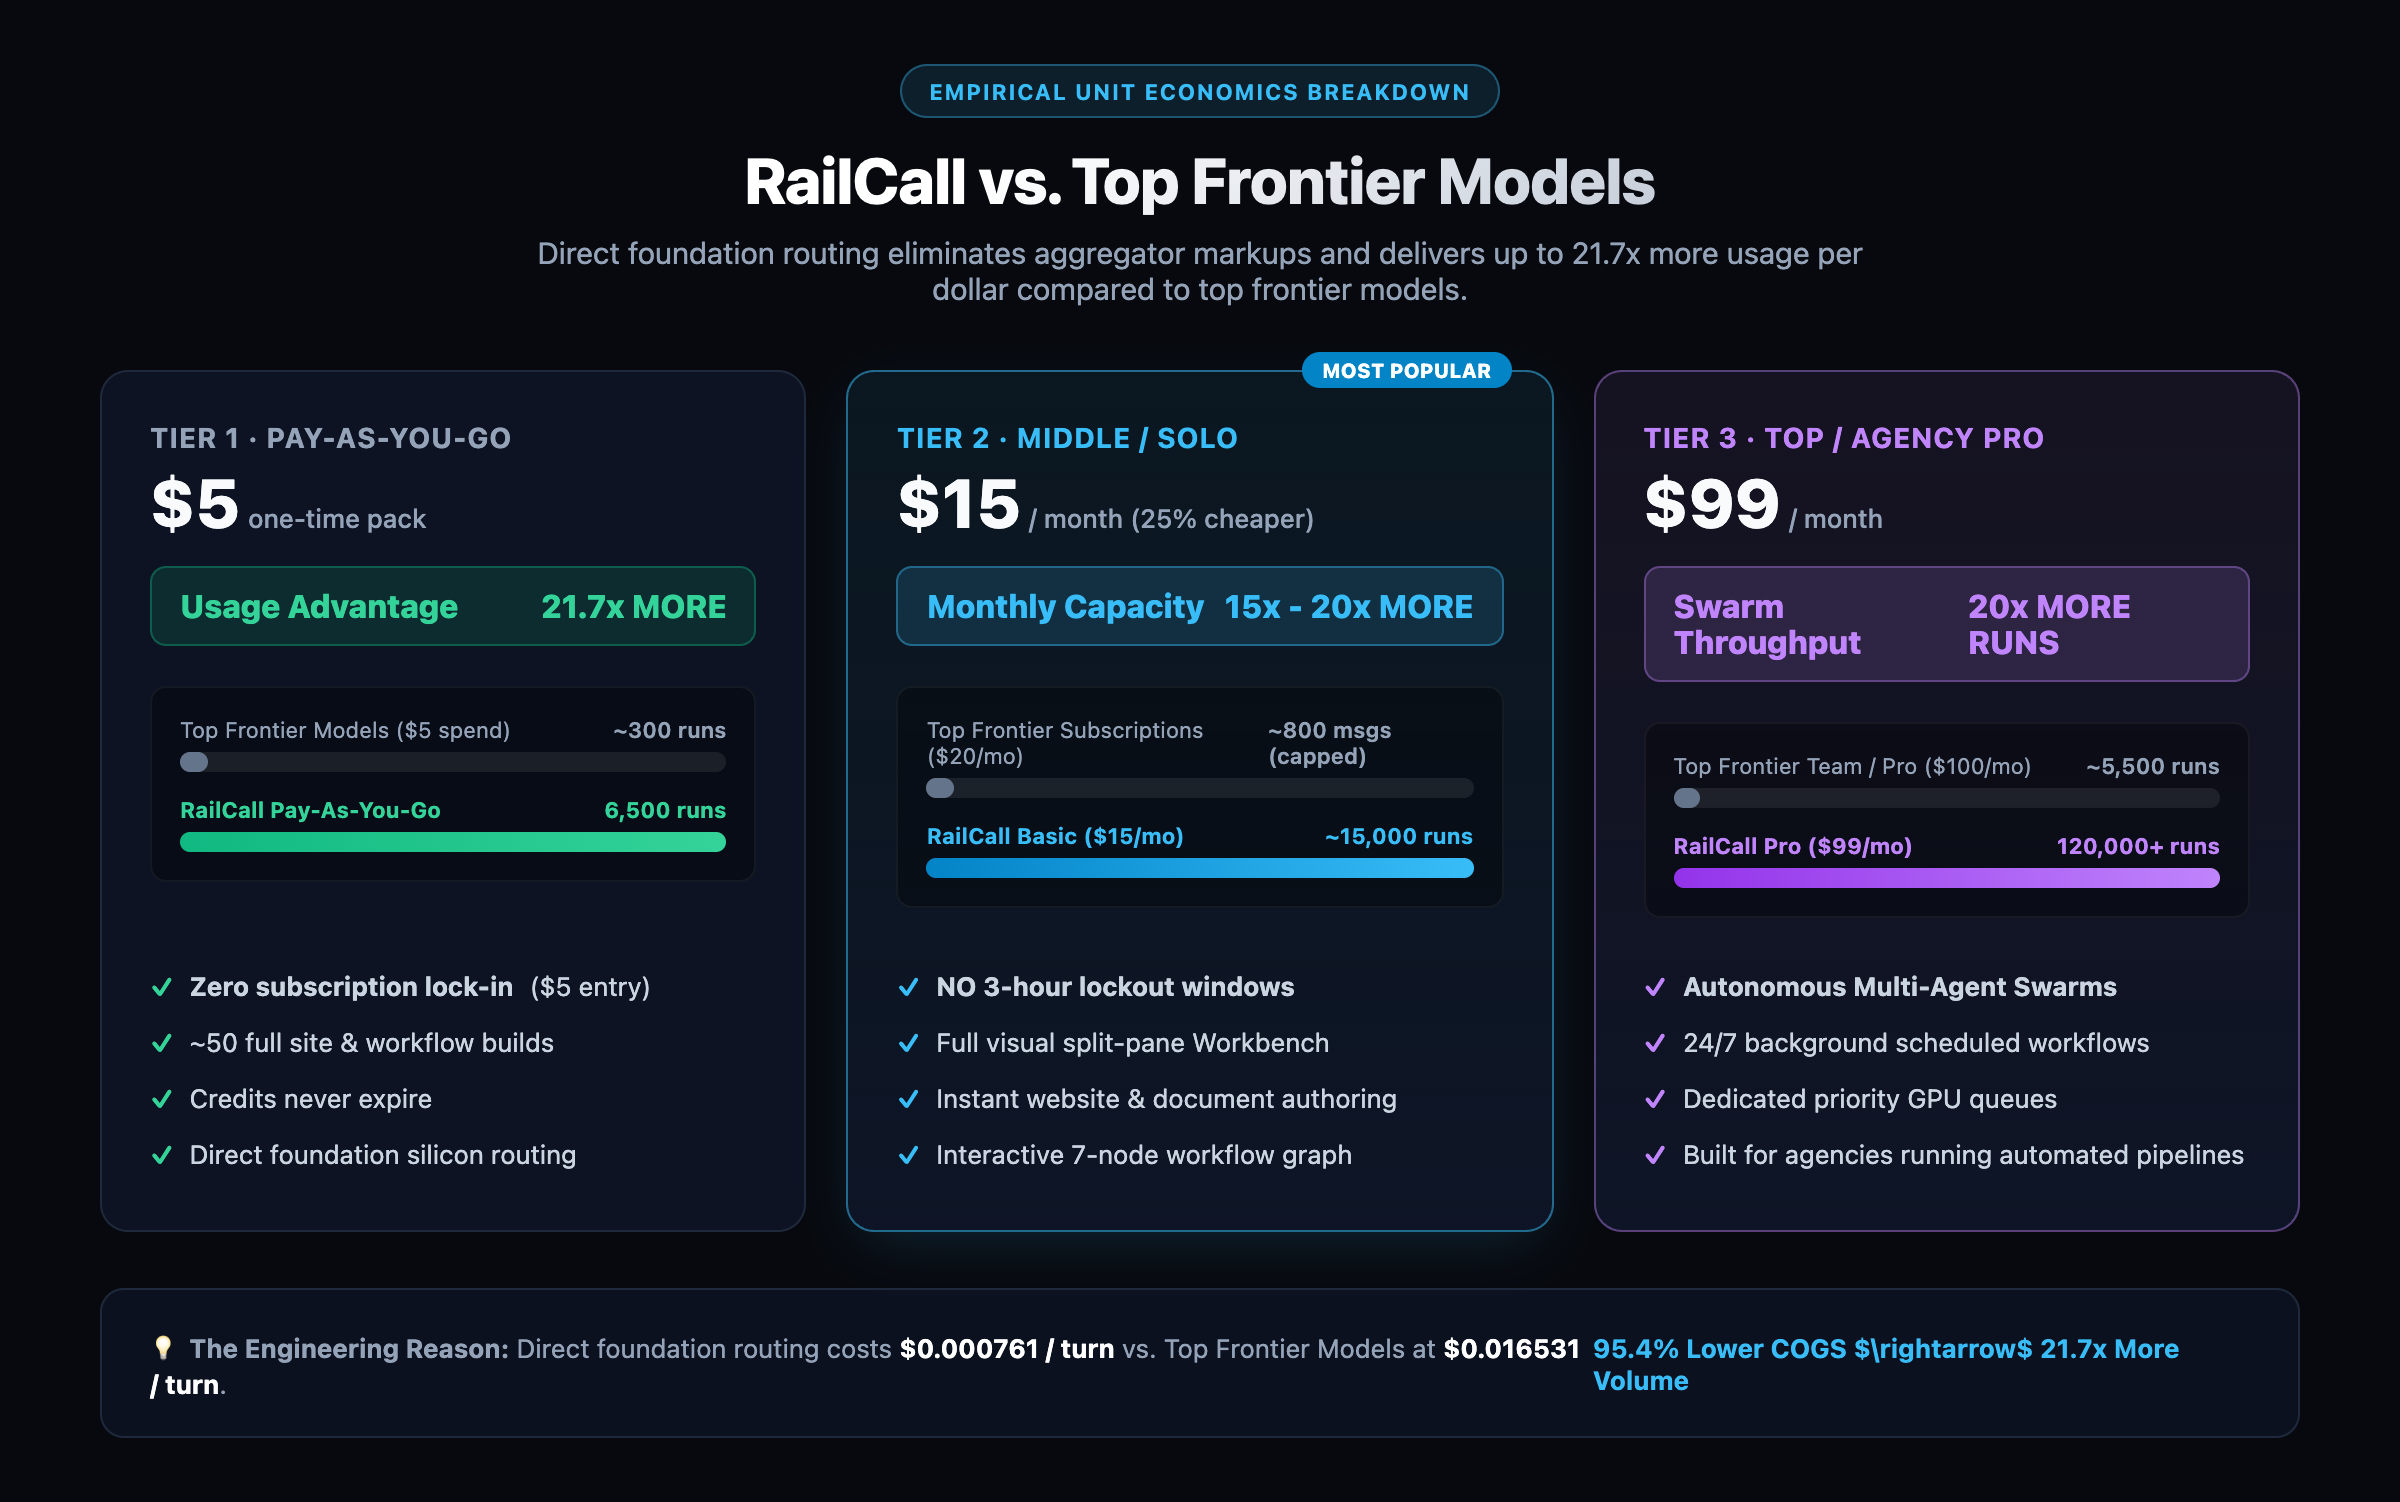 EMPIRICAL UNIT ECONOMICS BREAKDOWN
RailCall vs. Top Frontier Models
Direct foundation routing eliminates aggregator markups and delivers up to 21.7x more usage per
dollar compared to top frontier models.
TIER 1 · PAY-AS-YOU-GO
$5 one-time pack
Usage Advantage 21.7x MORE
Top Frontier Models ($5 spend) ~300 runs
RailCall Pay-As-You-Go 6,500 runs
✓ Zero subscription lock-in ($5 entry)
✓ ~50 full site & workflow builds
✓ Credits never expire
✓ Direct foundation silicon routing
MOST POPULAR
TIER 2 · MIDDLE / SOLO
$15 / month (25% cheaper)
Monthly Capacity 15x - 20x MORE
Top Frontier Subscriptions ~800 msgs
($20/mo) (capped)
RailCall Basic ($15/mo) ~15,000 runs
✓ NO 3-hour lockout windows
✓ Full visual split-pane Workbench
✓ Instant website & document authoring
✓ Interactive 7-node workflow graph
TIER 3 · TOP / AGENCY PRO
$99 / month
Swarm 20x MORE
Throughput RUNS
Top Frontier Team / Pro ($100/mo) ~5,500 runs
RailCall Pro ($99/mo) 120,000+ runs
✓ Autonomous Multi-Agent Swarms
✓ 24/7 background scheduled workflows
✓ Dedicated priority GPU queues
✓ Built for agencies running automated pipelines
💡 The Engineering Reason: Direct foundation routing costs $0.000761 / turn vs. Top Frontier Models at $0.016531
/ turn.
95.4% Lower COGS $\rightarrow$ 21.7x More
Volume